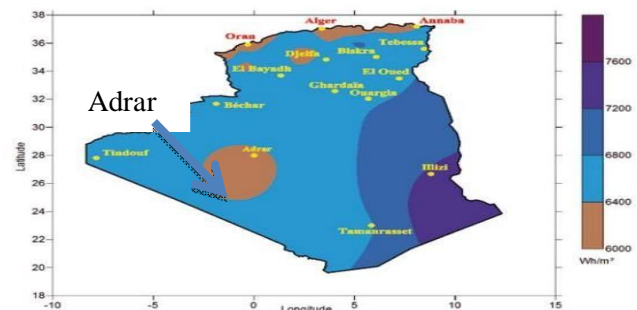 Adrar
Oran
Alger
Annaba
Djelfa
Biskra
Tebessa
El Bayadh
El Oued
Ghardaïa
Ouargla
Béchar
Tindouf
Adrar
Illizi
Tamanrasset
Latitude
38
36
34
32
30
28
26
24
22
20
18
-10
-5
0
5
10
15
Longitude
7600
7200
6800
6400
6000
Wh/m²